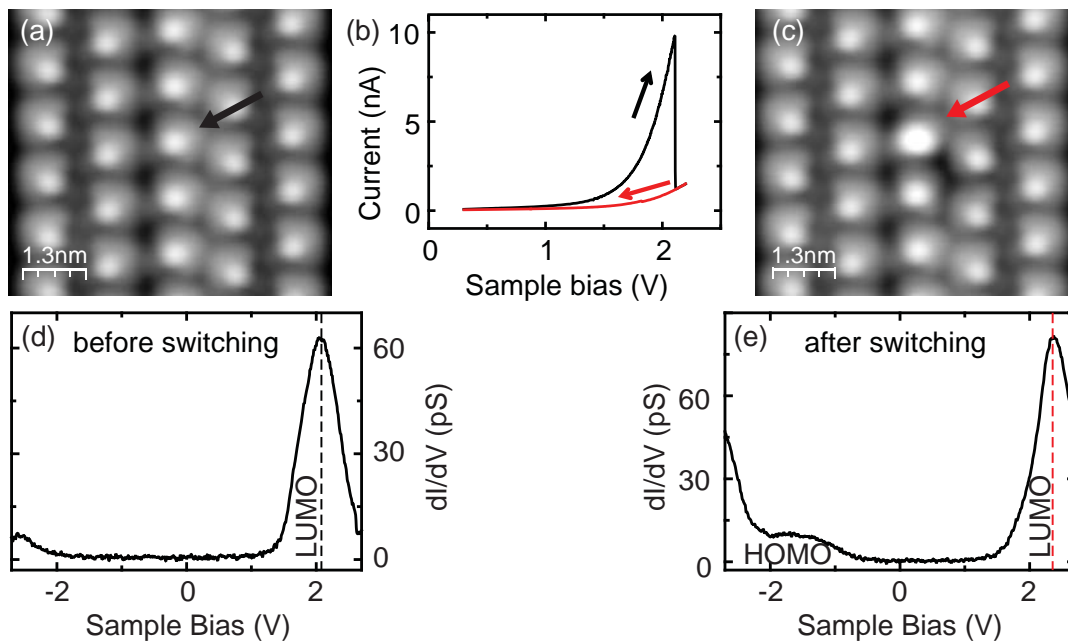 (a)
1.3nm
(b)
Current (nA)
10
5
0
0
1
2
Sample bias (V)
(c)
1.3nm
(d)
before switching
LUMO
60
30
0
dI/dV (pS)
-2
0
2
Sample Bias (V)
(e)
after switching
HOMO
LUMO
60
30
0
dI/dV (pS)
-2
0
2
Sample Bias (V)